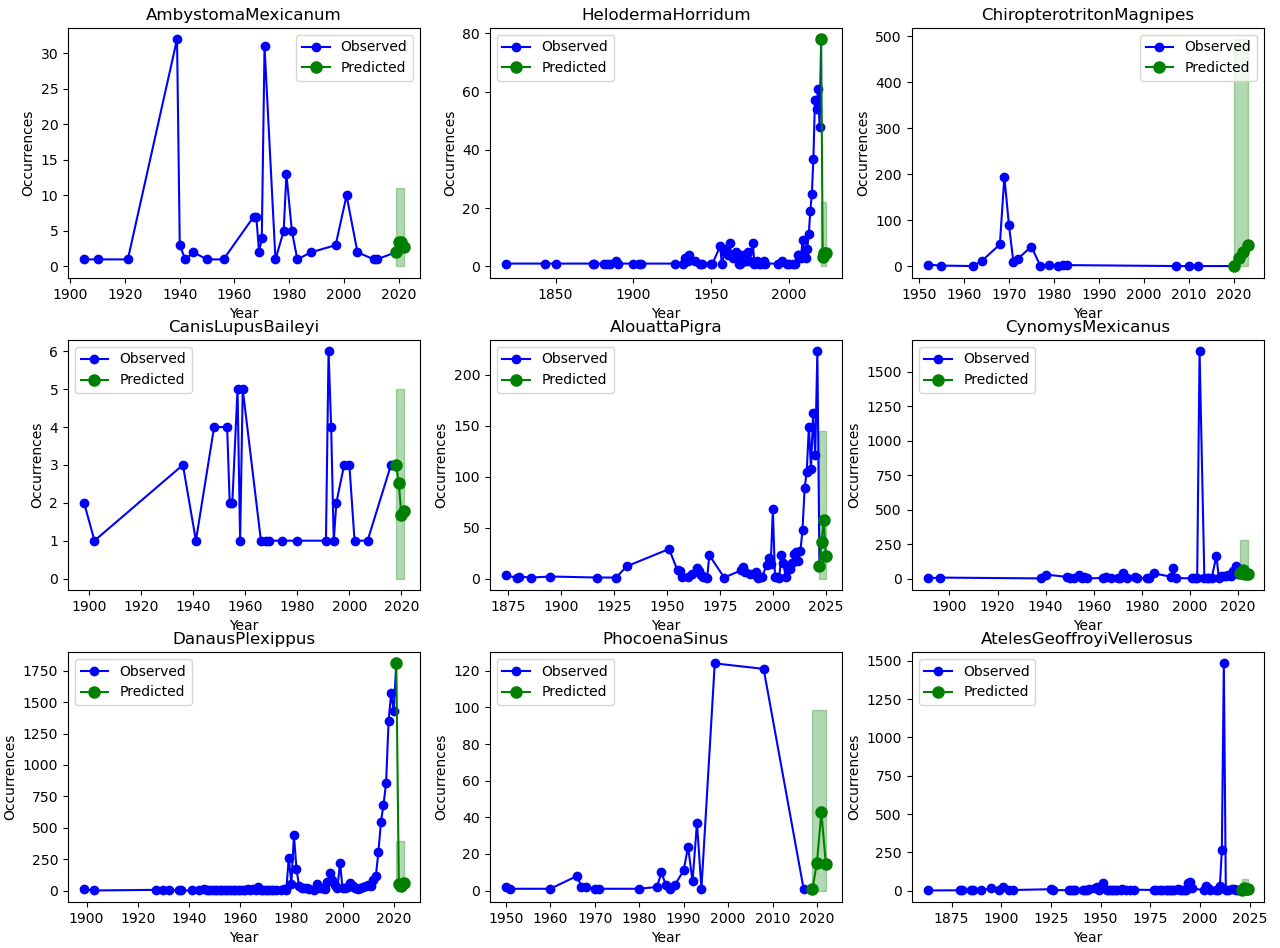 AmbystomaMexicanum
Observed
Predicted
Occurrences
30
25
20
15
10
5
0
1900 1920 1940 1960 1980 2000 2020
Year
HelodermaHorridum
Observed
Predicted
Occurrences
80
60
40
20
0
1850 1900 1950 2000
Year
ChiropterotritonMagnipes
Observed
Predicted
Occurrences
500
400
300
200
100
0
1950 1960 1970 1980 1990 2000 2010 2020
Year
CanisLupusBaileyi
Observed
Predicted
Occurrences
6
5
4
3
2
1
0
1900 1920 1940 1960 1980 2000 2020
Year
AlouattaPigra
Observed
Predicted
Occurrences
200
150
100
50
0
1875 1900 1925 1950 1975 2000 2025
Year
CynomysMexicanus
Observed
Predicted
Occurrences
1500
1250
1000
750
500
250
0
1900 1920 1940 1960 1980 2000 2020
Year
DanausPlexippus
Observed
Predicted
Occurrences
1750
1500
1250
1000
750
500
250
0
1900 1920 1940 1960 1980 2000 2020
Year
PhocoenaSinus
Observed
Predicted
Occurrences
120
100
80
60
40
20
0
1950 1960 1970 1980 1990 2000 2010 2020
Year
AtelesGeoffroyiVellerosus
Observed
Predicted
Occurrences
1500
1250
1000
750
500
250
0
1875 1900 1925 1950 1975 2000 2025
Year